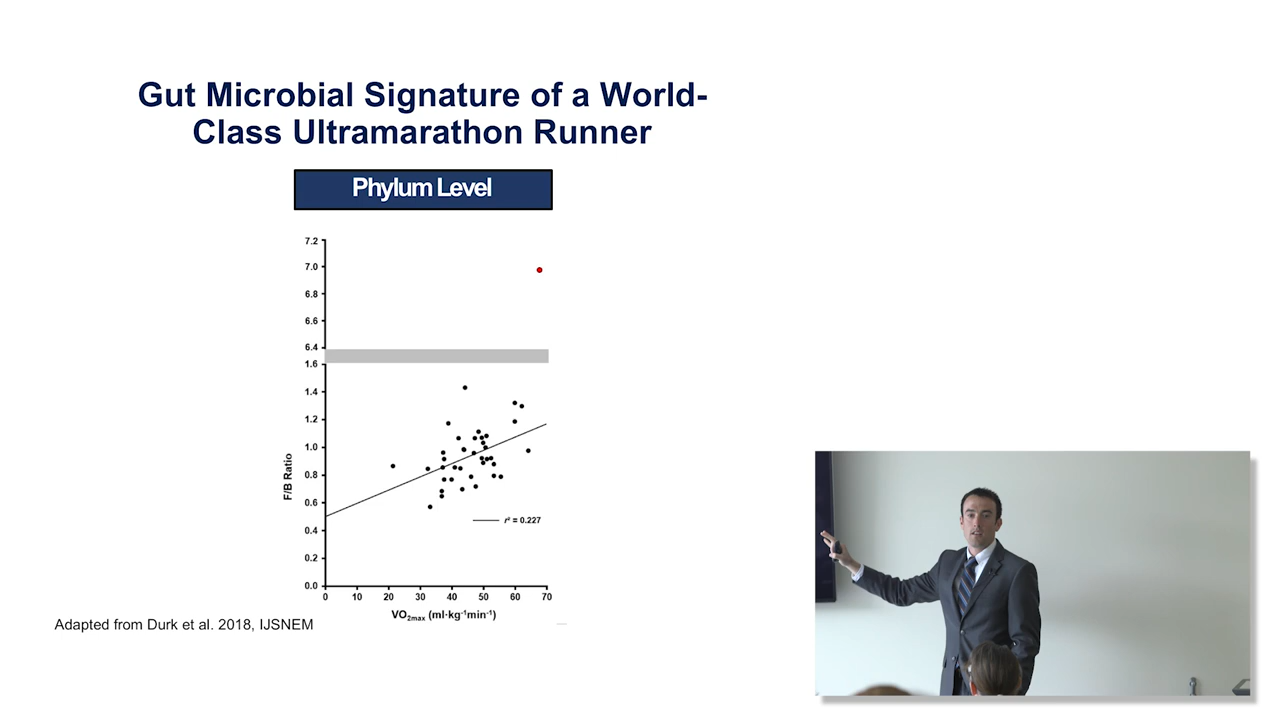 Gut Microbial Signature of a World-
Class Ultramarathon Runner
Phylum Level
7.2
7.0
6.8
6.6
6.4
1.6
1.4
1.2
1.0
0.8
0.6
0.4
0.2
0.0
F/B Ratio
r² = 0.227
0 10 20 30 40 50 60 70
VO₂max (ml·kg⁻¹min⁻¹)
Adapted from Durk et al. 2018, IJSNEM